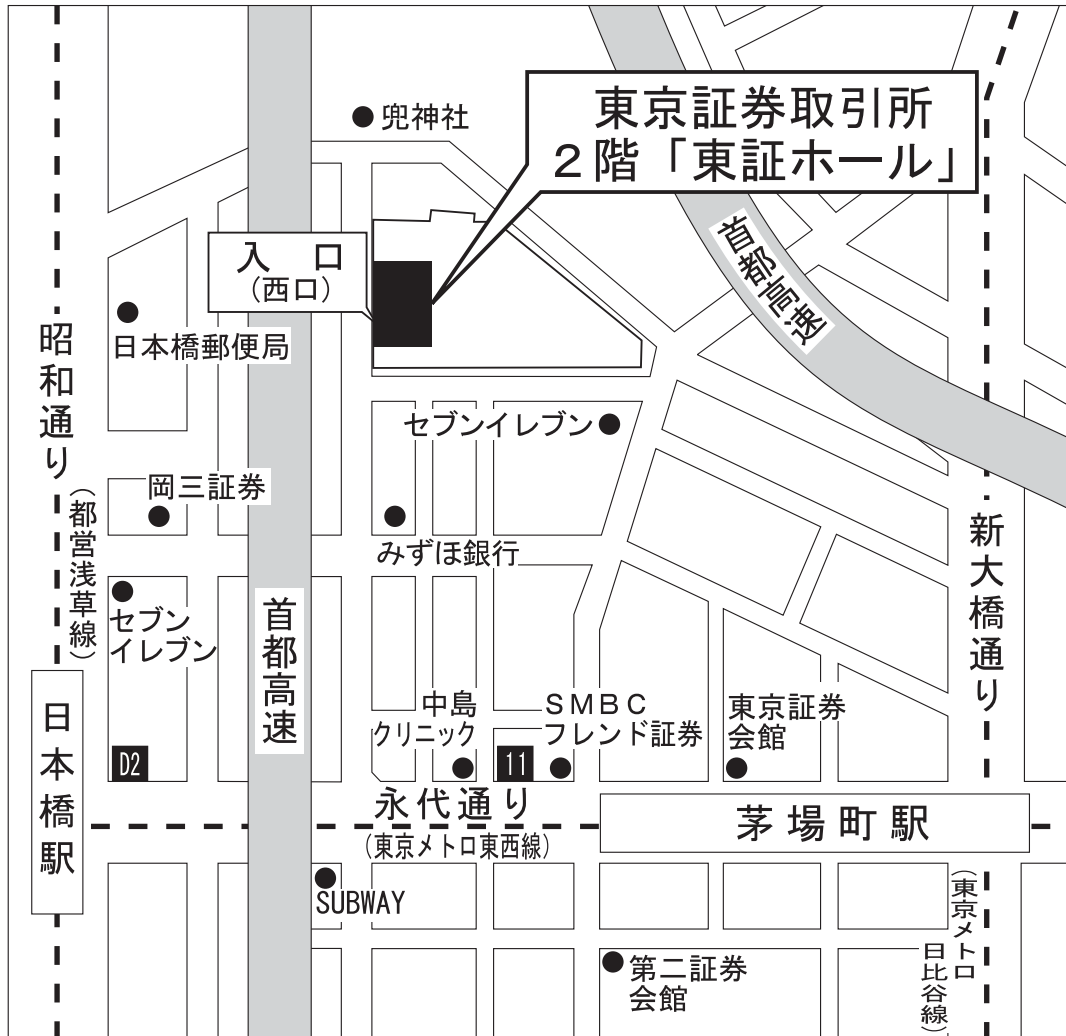 兜神社
東京証券取引所
２階「東証ホール」
入　口
（西口）
首都高速
日本橋郵便局
昭和通り
（都営浅草線）
セブンイレブン
岡三証券
みずほ銀行
新大橋通り
セブン
イレブン
首都高速
日本橋駅
D2
中島
クリニック
11
ＳＭＢＣ
フレンド証券
東京証券
会館
永代通り
（東京メトロ東西線）
茅場町駅
SUBWAY
第二証券
会館
（東京メトロ
日比谷線）